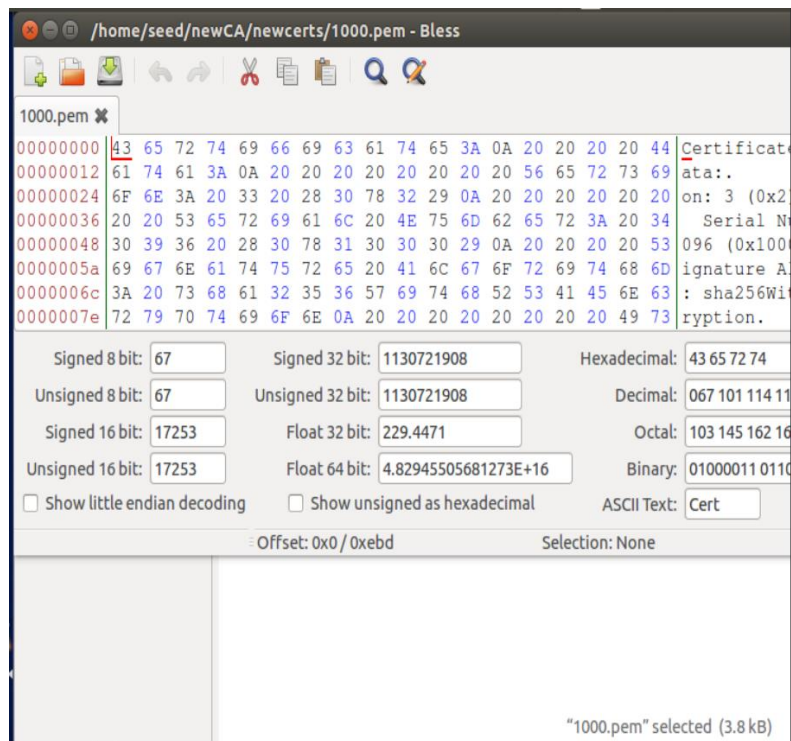 /home/seed/newCA/newcerts/1000.pem - Bless
1000.pem
00000000 43 65 72 74 69 66 69 63 61 74 65 3A 0A 20 20 20 20 44 Certificate
00000012 61 74 61 3A 0A 20 20 20 20 20 20 20 20 56 65 72 73 69 ata:.
00000024 6F 6E 3A 20 33 20 28 30 78 32 29 0A 20 20 20 20 20 20 on: 3 (0x2)
00000036 20 20 53 65 72 69 61 6C 20 4E 75 6D 62 65 72 3A 20 34 Serial Nu
00000048 30 39 36 20 28 30 78 31 30 30 30 29 0A 20 20 20 20 53 096 (0x1000
0000005a 69 67 6E 61 74 75 72 65 20 41 6C 67 6F 72 69 74 68 6D ignature Al
0000006c 3A 20 73 68 61 32 35 36 57 69 74 68 52 53 41 45 6E 63 : sha256Wit
0000007e 72 79 70 74 69 6F 6E 0A 20 20 20 20 20 20 20 20 49 73 ryption.
Signed 8 bit: 67 Signed 32 bit: 1130721908 Hexadecimal: 43 65 72 74
Unsigned 8 bit: 67 Unsigned 32 bit: 1130721908 Decimal: 067 101 114 11
Signed 16 bit: 17253 Float 32 bit: 229.4471 Octal: 103 145 162 16
Unsigned 16 bit: 17253 Float 64 bit: 4.82945505681273E+16 Binary: 01000011 0110
Show little endian decoding Show unsigned as hexadecimal ASCII Text: Cert
Offset: 0x0 / 0xebd Selection: None
“1000.pem” selected (3.8 kB)